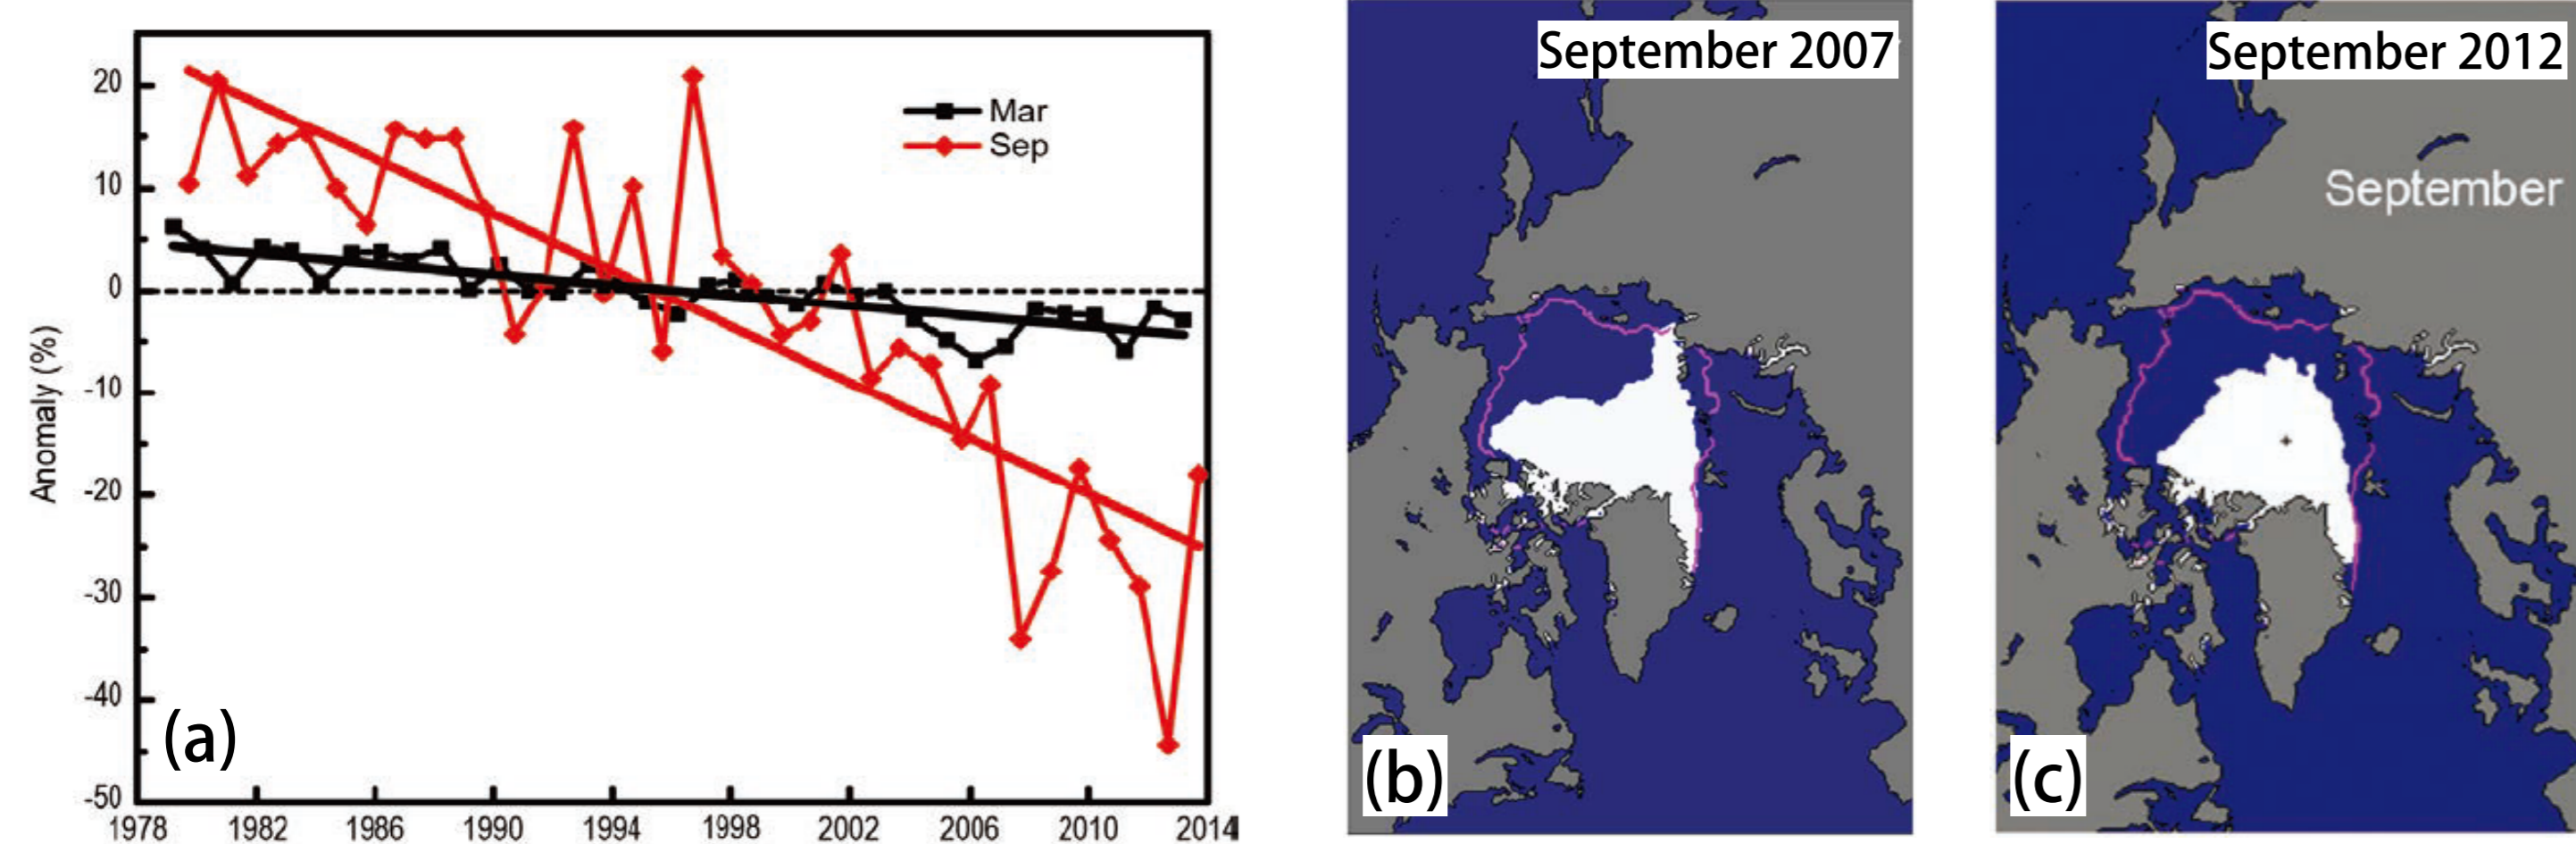 Anomaly (%)
20
10
0
-10
-20
-30
-40
-50
1978 1982 1986 1990 1994 1998 2002 2006 2010 2014
Mar
Sep
(a)
September 2007
(b)
September 2012
September
(c)